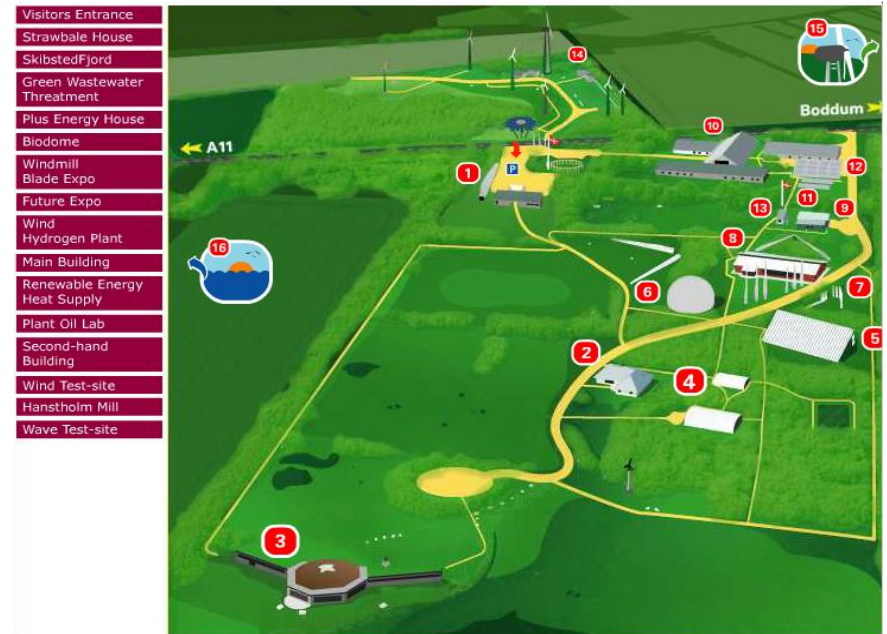 Visitors Entrance
Strawbale House
SkibstedFjord
Green Wastewater
Threatment
Plus Energy House
Biodome
Windmill
Blade Expo
Future Expo
Wind
Hydrogen Plant
Main Building
Renewable Energy
Heat Supply
Plant Oil Lab
Second-hand
Building
Wind Test-site
Hanstholm Mill
Wave Test-site
15
14
Boddum
10
A11
1
P
12
11
13
9
8
16
6
7
5
2
4
3